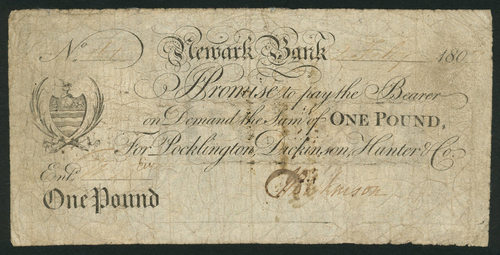 No
Newark Bank
180
I Promise to pay the Bearer
on Demand the Sum of ONE POUND,
For Pocklington, Dickinson, Hunter & Co.
Entd.
One Pound
Dickinson